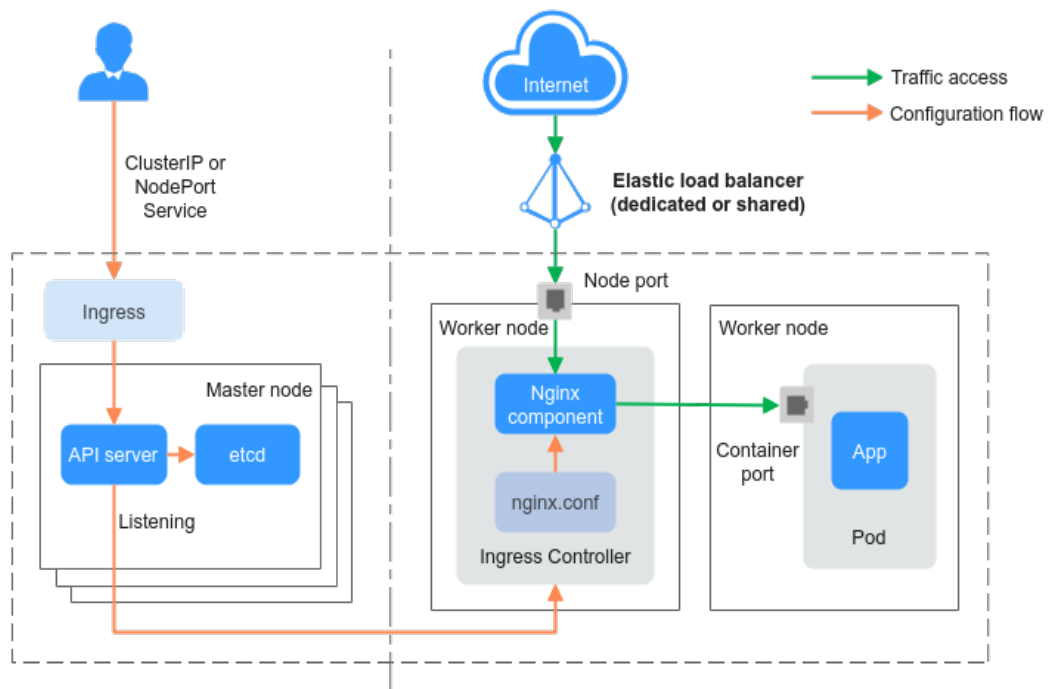 Internet
Traffic access
Configuration flow
ClusterIP or
NodePort
Service
Elastic load balancer
(dedicated or shared)
Node port
Ingress
Worker node
Worker node
Master node
Nginx
component
API server
etcd
Container
port
App
nginx.conf
Listening
Ingress Controller
Pod